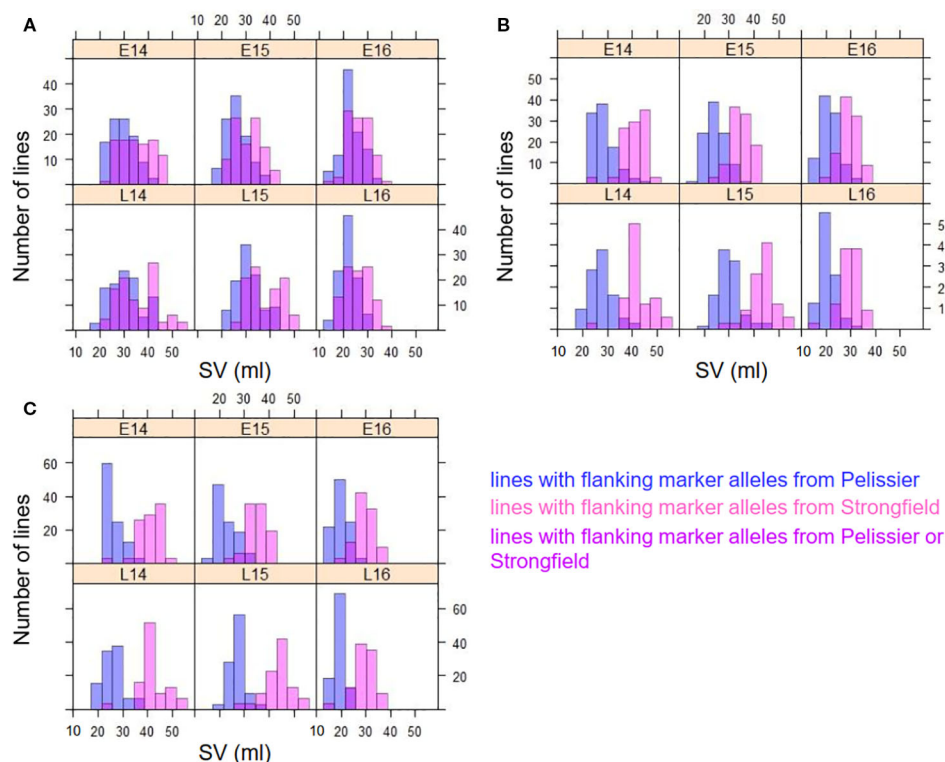 A
10 20 30 40 50
E14 E15 E16
40
30
20
10
Number of lines
L14 L15 L16
40
30
20
10
10 20 30 40 50
SV (ml)
B
20 30 40 50
E14 E15 E16
50
40
30
20
10
Number of lines
L14 L15 L16
5
4
3
2
1
10 20 30 40 50 10 20 30 40 50
SV (ml)
C
20 30 40 50
E14 E15 E16
60
40
20
Number of lines
L14 L15 L16
60
40
20
10 20 30 40 50 10 20 30 40 50
SV (ml)
lines with flanking marker alleles from Pelissier
lines with flanking marker alleles from Strongfield
lines with flanking marker alleles from Pelissier or
Strongfield